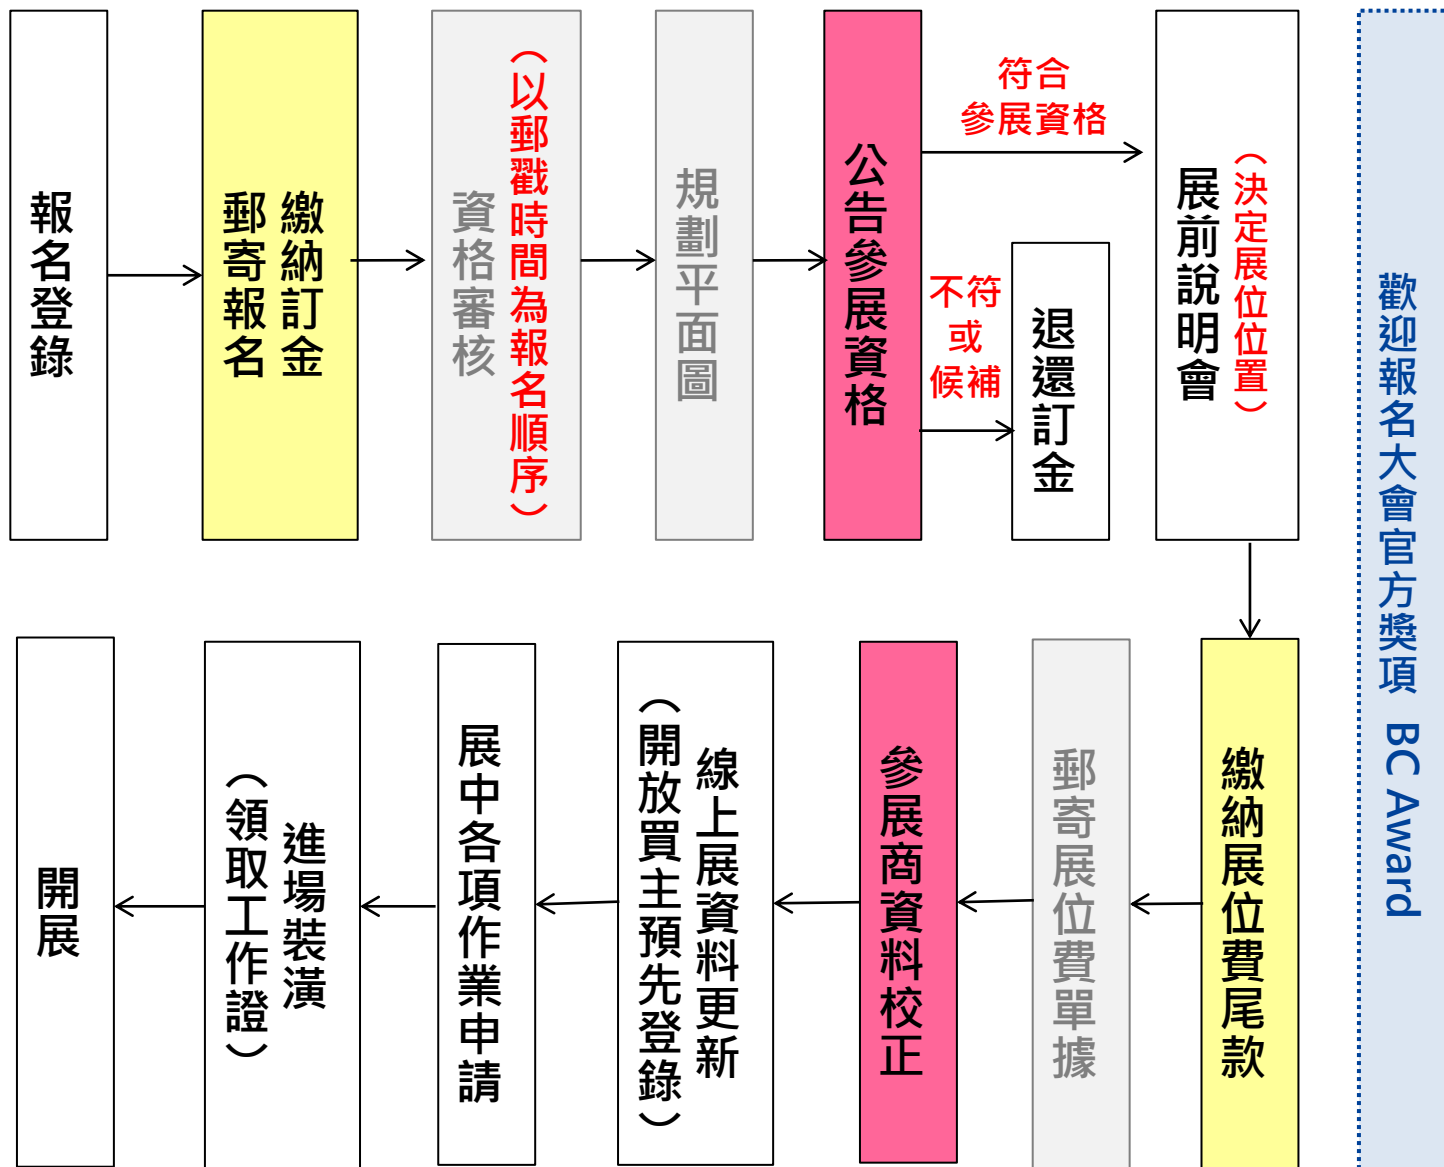 報名登錄
繳納訂金
郵寄報名
（以郵戳時間為報名順序）
資格審核
規劃平面圖
公告參展資格
符合
參展資格
不符
或
候補
退還訂金
（決定展位位置）
展前說明會
繳納展位費尾款
郵寄展位費單據
參展商資料校正
線上展資料更新
（開放買主預先登錄）
展中各項作業申請
進場裝潢
（領取工作證）
開展
歡迎報名大會官方獎項 BC Award